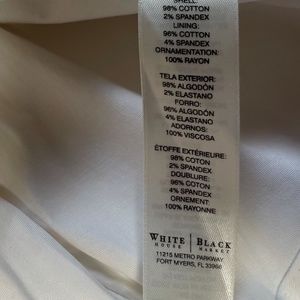 SHELL:
98% COTTON
2% SPANDEX
LINING:
96% COTTON
4% SPANDEX
ORNAMENTATION:
100% RAYON
TELA EXTERIOR:
98% ALGODÓN
2% ELASTANO
FORRO:
96% ALGODÓN
4% ELASTANO
ADORNOS:
100% VISCOSA
ÉTOFFE EXTÉRIEURE:
98% COTON
2% SPANDEX
DOUBLURE:
96% COTON
4% SPANDEX
ORNEMENT:
100% RAYONNE
WHITE BLACK
HOUSE MARKET
11215 METRO PARKWAY
FORT MYERS, FL 33966